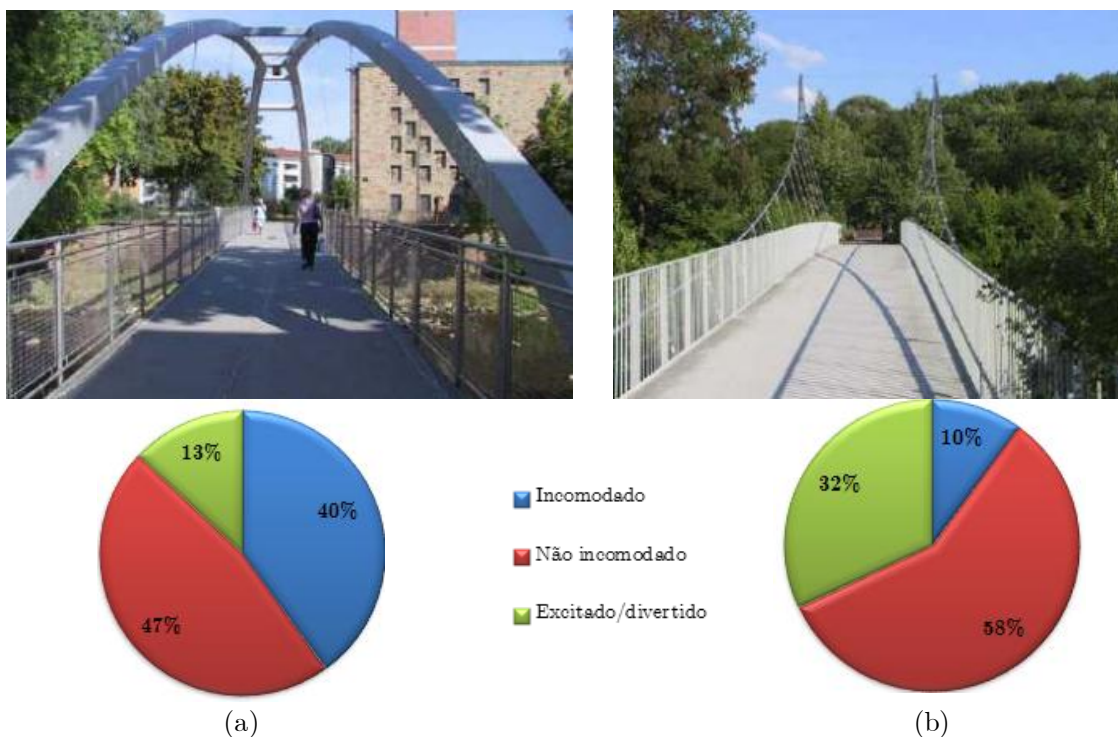 13%
40%
47%
Incomodado
Não incomodado
Excitado/divertido
10%
32%
58%
(a)
(b)